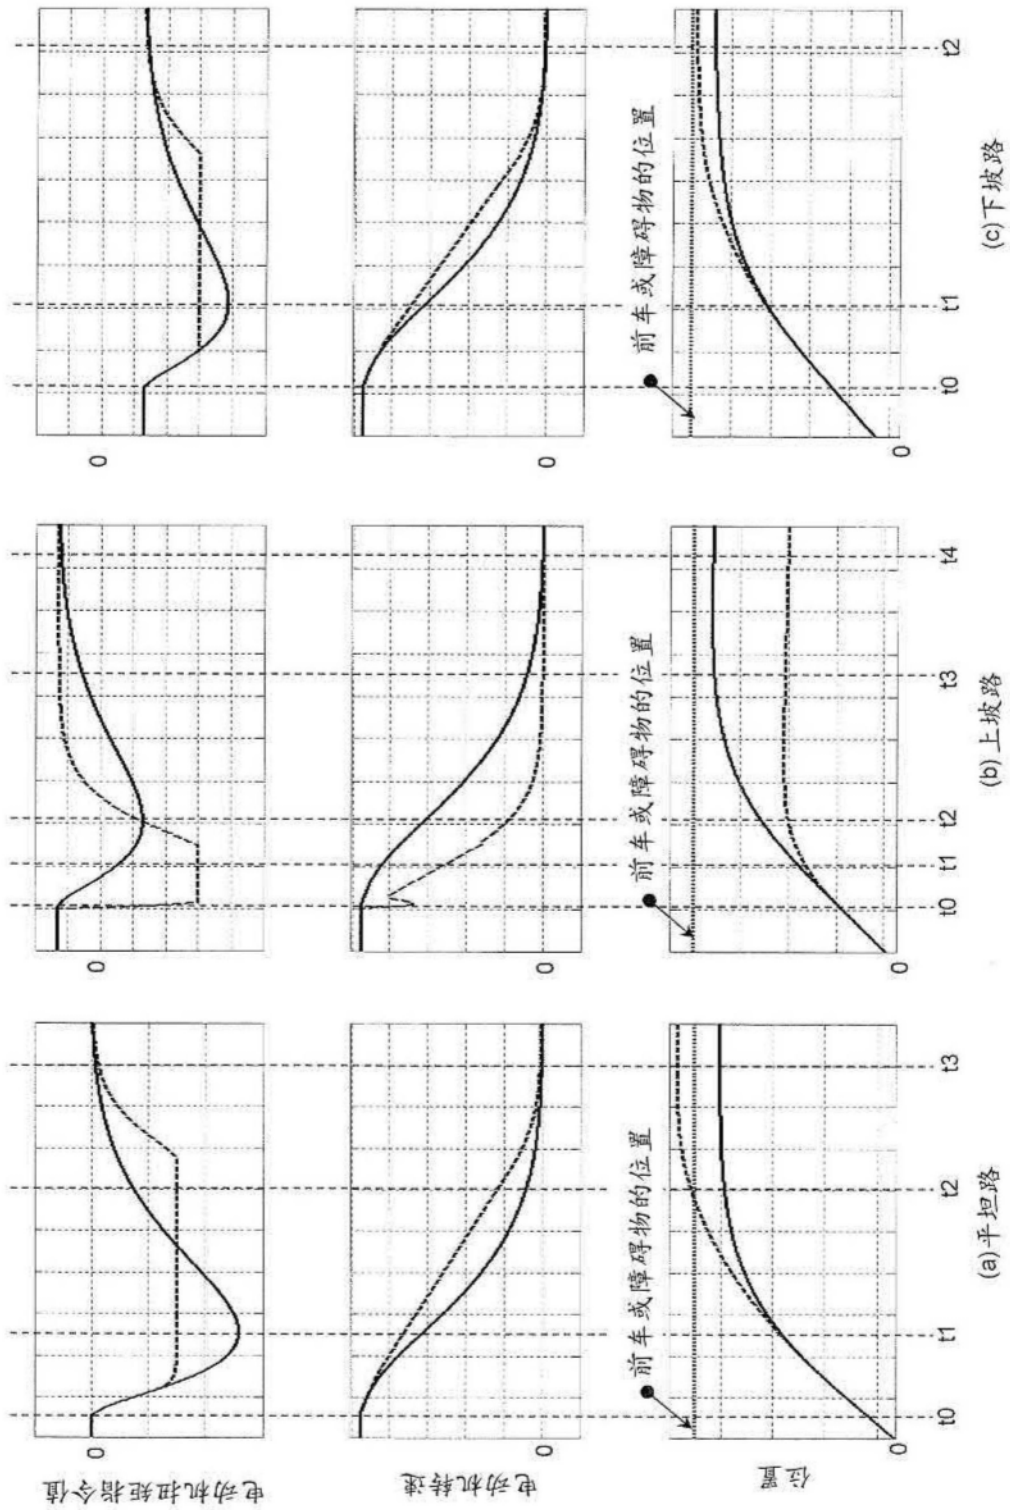 电动机扭矩指令值
0
0
0
电动机转速
0
0
0
位置
前车或障碍物的位置
0
t0
t1
t2
t3
(a)平坦路
前车或障碍物的位置
0
t0
t1
t2
t3
t4
(b)上坡路
前车或障碍物的位置
0
t0
t1
t2
(c)下坡路